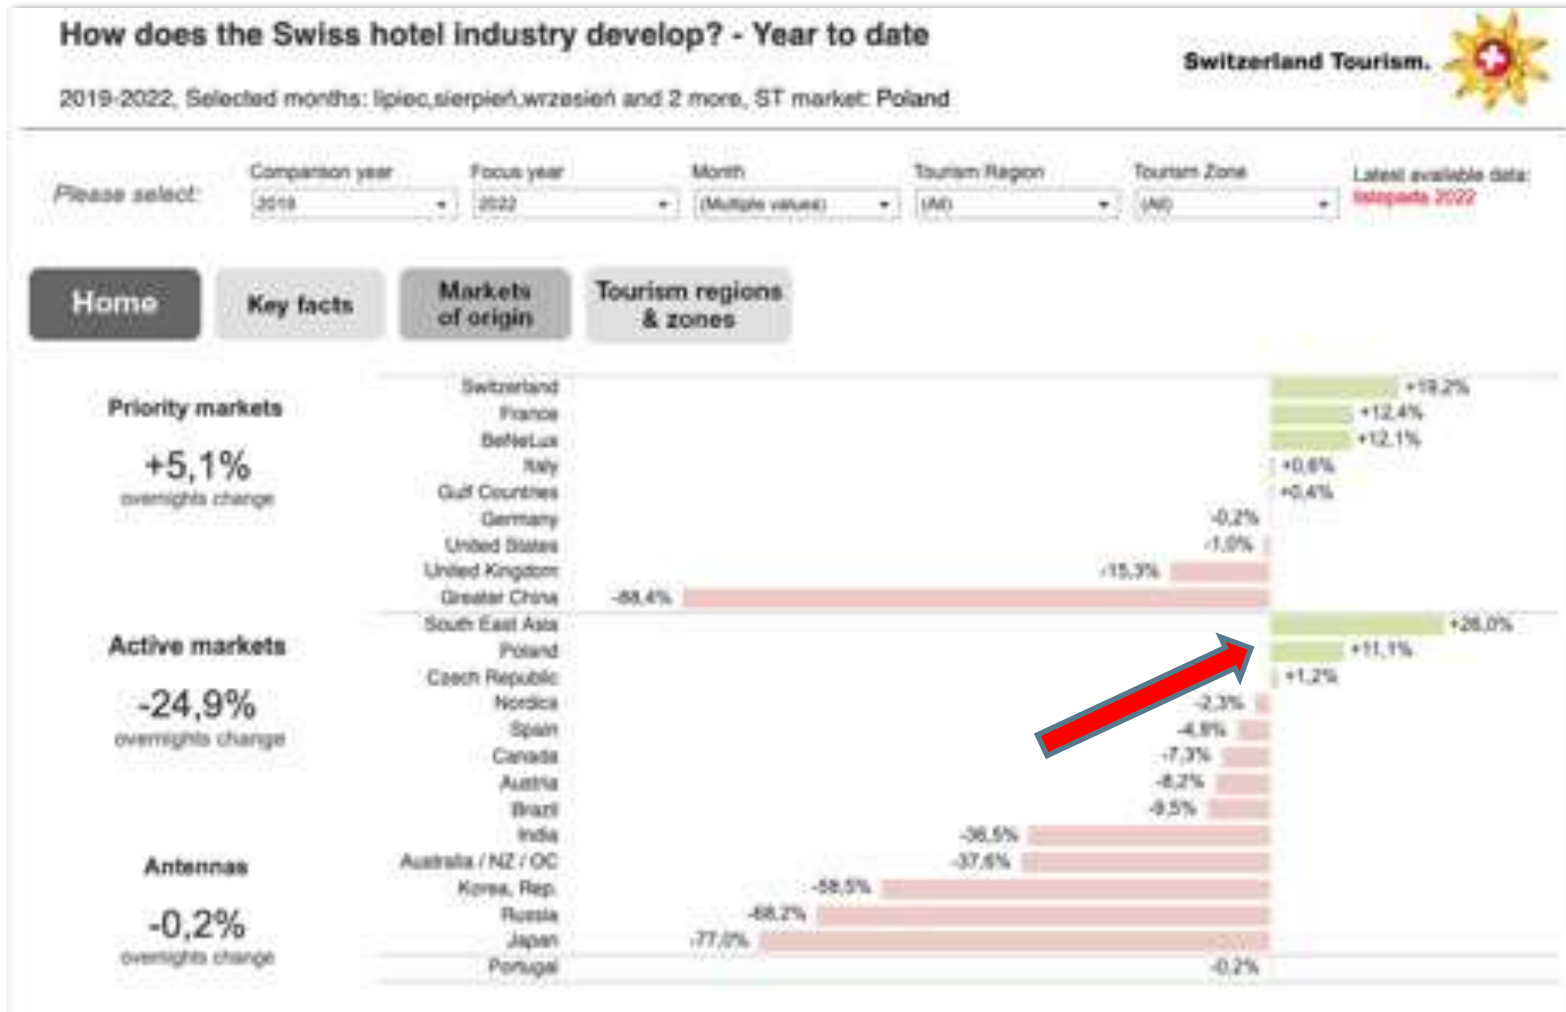 How does the Swiss hotel industry develop? - Year to date
Switzerland Tourism.
2019-2022, Selected months: lipiec,sierpień,wrzesień and 2 more, ST market: Poland
Please select:
Comparison year
2019
Focus year
2022
Month
(Multiple values)
Tourism Region
(All)
Tourism Zone
(All)
Latest available data:
listopada 2022
Home
Key facts
Markets
of origin
Tourism regions
& zones
Priority markets
+5,1%
overnights change
Switzerland +19,2%
France +12,4%
BeNeLux +12,1%
Italy +0,6%
Gulf Countries +0,4%
Germany -0,2%
United States -1,0%
United Kingdom -15,3%
Greater China -88,4%
Active markets
-24,9%
overnights change
South East Asia +26,0%
Poland +11,1%
Czech Republic +1,2%
Nordics -2,3%
Spain -4,9%
Canada -7,3%
Austria -8,2%
Brazil -9,5%
India -36,5%
Australia / NZ / OC -37,6%
Korea, Rep. -58,5%
Russia -68,2%
Japan -77,0%
Antennas
-0,2%
overnights change
Portugal -0,2%